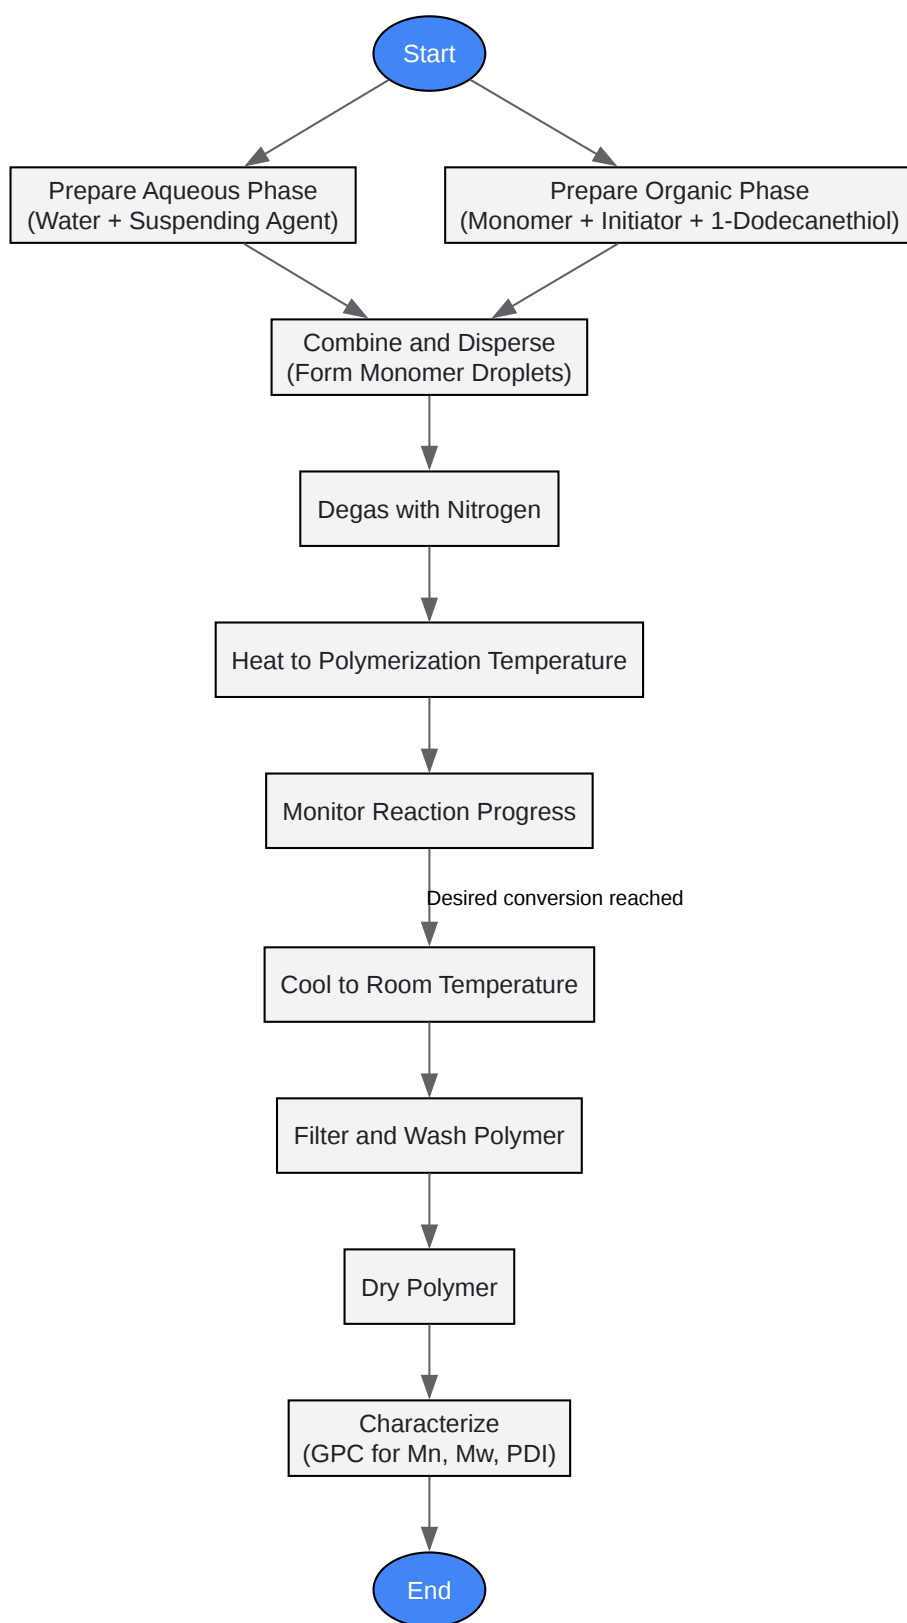 Start
Prepare Aqueous Phase
(Water + Suspending Agent)
Prepare Organic Phase
(Monomer + Initiator + 1-Dodecanethiol)
Combine and Disperse
(Form Monomer Droplets)
Degas with Nitrogen
Heat to Polymerization Temperature
Monitor Reaction Progress
Desired conversion reached
Cool to Room Temperature
Filter and Wash Polymer
Dry Polymer
Characterize
(GPC for Mn, Mw, PDI)
End